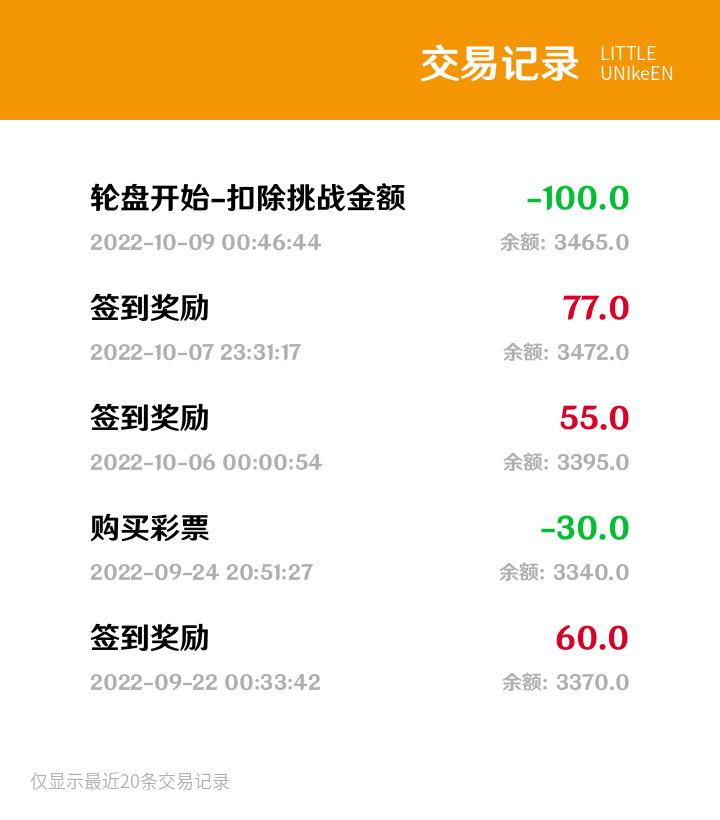 交易记录
LITTLE
UNIkeEN
轮盘开始-扣除挑战金额 -100.0
2022-10-09 00:46:44 余额: 3465.0
签到奖励 77.0
2022-10-07 23:31:17 余额: 3472.0
签到奖励 55.0
2022-10-06 00:00:54 余额: 3395.0
购买彩票 -30.0
2022-09-24 20:51:27 余额: 3340.0
签到奖励 60.0
2022-09-22 00:33:42 余额: 3370.0
仅显示最近20条交易记录